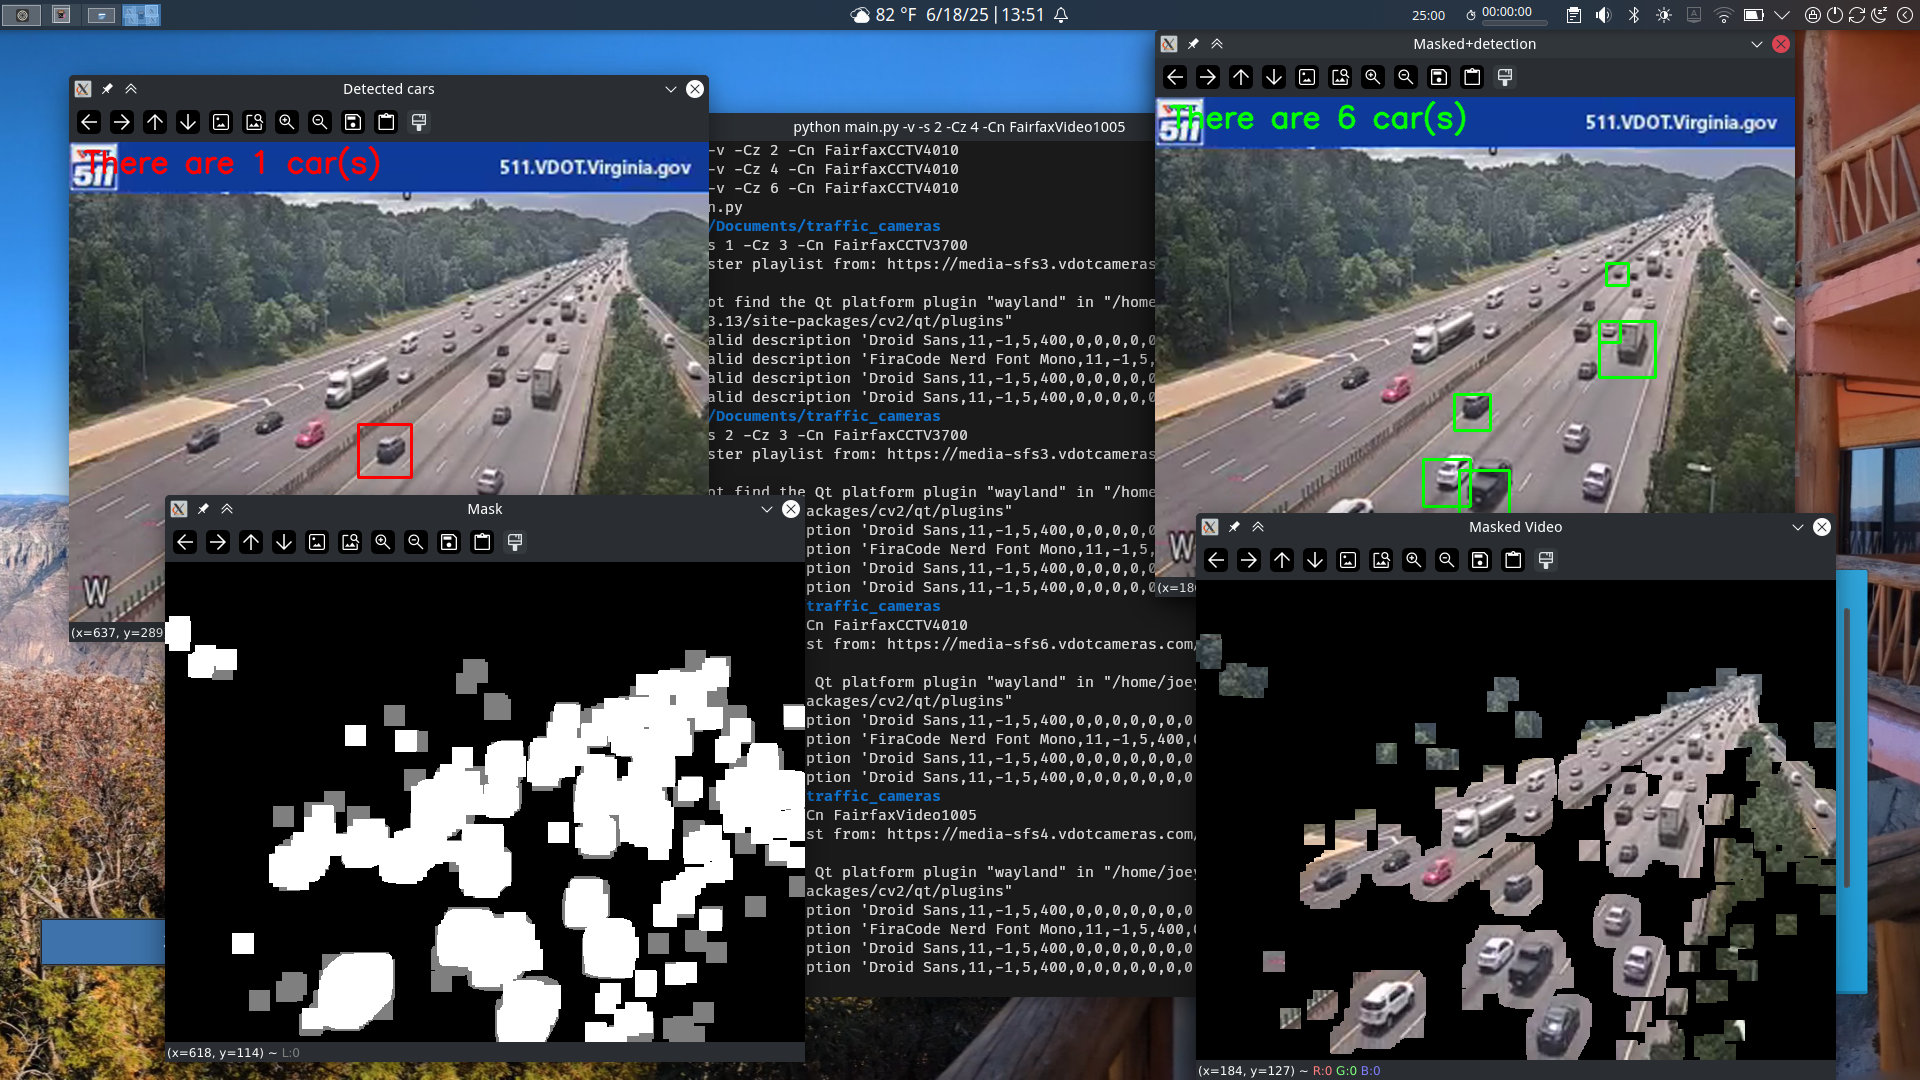 82 °F 6/18/25 | 13:51
25:00 00:00:00
Detected cars
There are 1 car(s)
511
511.VDOT.Virginia.gov
W
(x=637, y=289
python main.py -v -s 2 -Cz 4 -Cn FairfaxVideo1005
-v -Cz 2 -Cn FairfaxCCTV4010
-v -Cz 4 -Cn FairfaxCCTV4010
-v -Cz 6 -Cn FairfaxCCTV4010
n.py
/Documents/traffic_cameras
s 1 -Cz 3 -Cn FairfaxCCTV3700
ster playlist from: https://media-sfs3.vdotcameras
ot find the Qt platform plugin "wayland" in "/home
3.13/site-packages/cv2/qt/plugins"
alid description 'Droid Sans,11,-1,5,400,0,0,0,0,0
alid description 'FiraCode Nerd Font Mono,11,-1,5,
alid description 'Droid Sans,11,-1,5,400,0,0,0,0,0
alid description 'Droid Sans,11,-1,5,400,0,0,0,0,0
/Documents/traffic_cameras
s 2 -Cz 3 -Cn FairfaxCCTV3700
ster playlist from: https://media-sfs3.vdotcameras
ot find the Qt platform plugin "wayland" in "/home
ackages/cv2/qt/plugins"
ption 'Droid Sans,11,-1,5,400,0,0,0,0,0
ption 'FiraCode Nerd Font Mono,11,-1,5,
ption 'Droid Sans,11,-1,5,400,0,0,0,0,0
ption 'Droid Sans,11,-1,5,400,0,0,0,0,0
traffic_cameras
Cn FairfaxCCTV4010
st from: https://media-sfs6.vdotcameras.com/
Qt platform plugin "wayland" in "/home/joey
ackages/cv2/qt/plugins"
ption 'Droid Sans,11,-1,5,400,0,0,0,0,0,0,0
ption 'FiraCode Nerd Font Mono,11,-1,5,400,0
ption 'Droid Sans,11,-1,5,400,0,0,0,0,0,0,0
ption 'Droid Sans,11,-1,5,400,0,0,0,0,0,0,0
traffic_cameras
Cn FairfaxVideo1005
st from: https://media-sfs4.vdotcameras.com/
Qt platform plugin "wayland" in "/home/joey
ackages/cv2/qt/plugins"
ption 'Droid Sans,11,-1,5,400,0,0,0,0,0,0,0
ption 'FiraCode Nerd Font Mono,11,-1,5,400,0
ption 'Droid Sans,11,-1,5,400,0,0,0,0,0,0,0
ption 'Droid Sans,11,-1,5,400,0,0,0,0,0,0,0
Masked+detection
There are 6 car(s)
511
511.VDOT.Virginia.gov
W
(x=18
Mask
(x=618, y=114) ~ L:0
Masked Video
(x=184, y=127) ~ R:0 G:0 B:0